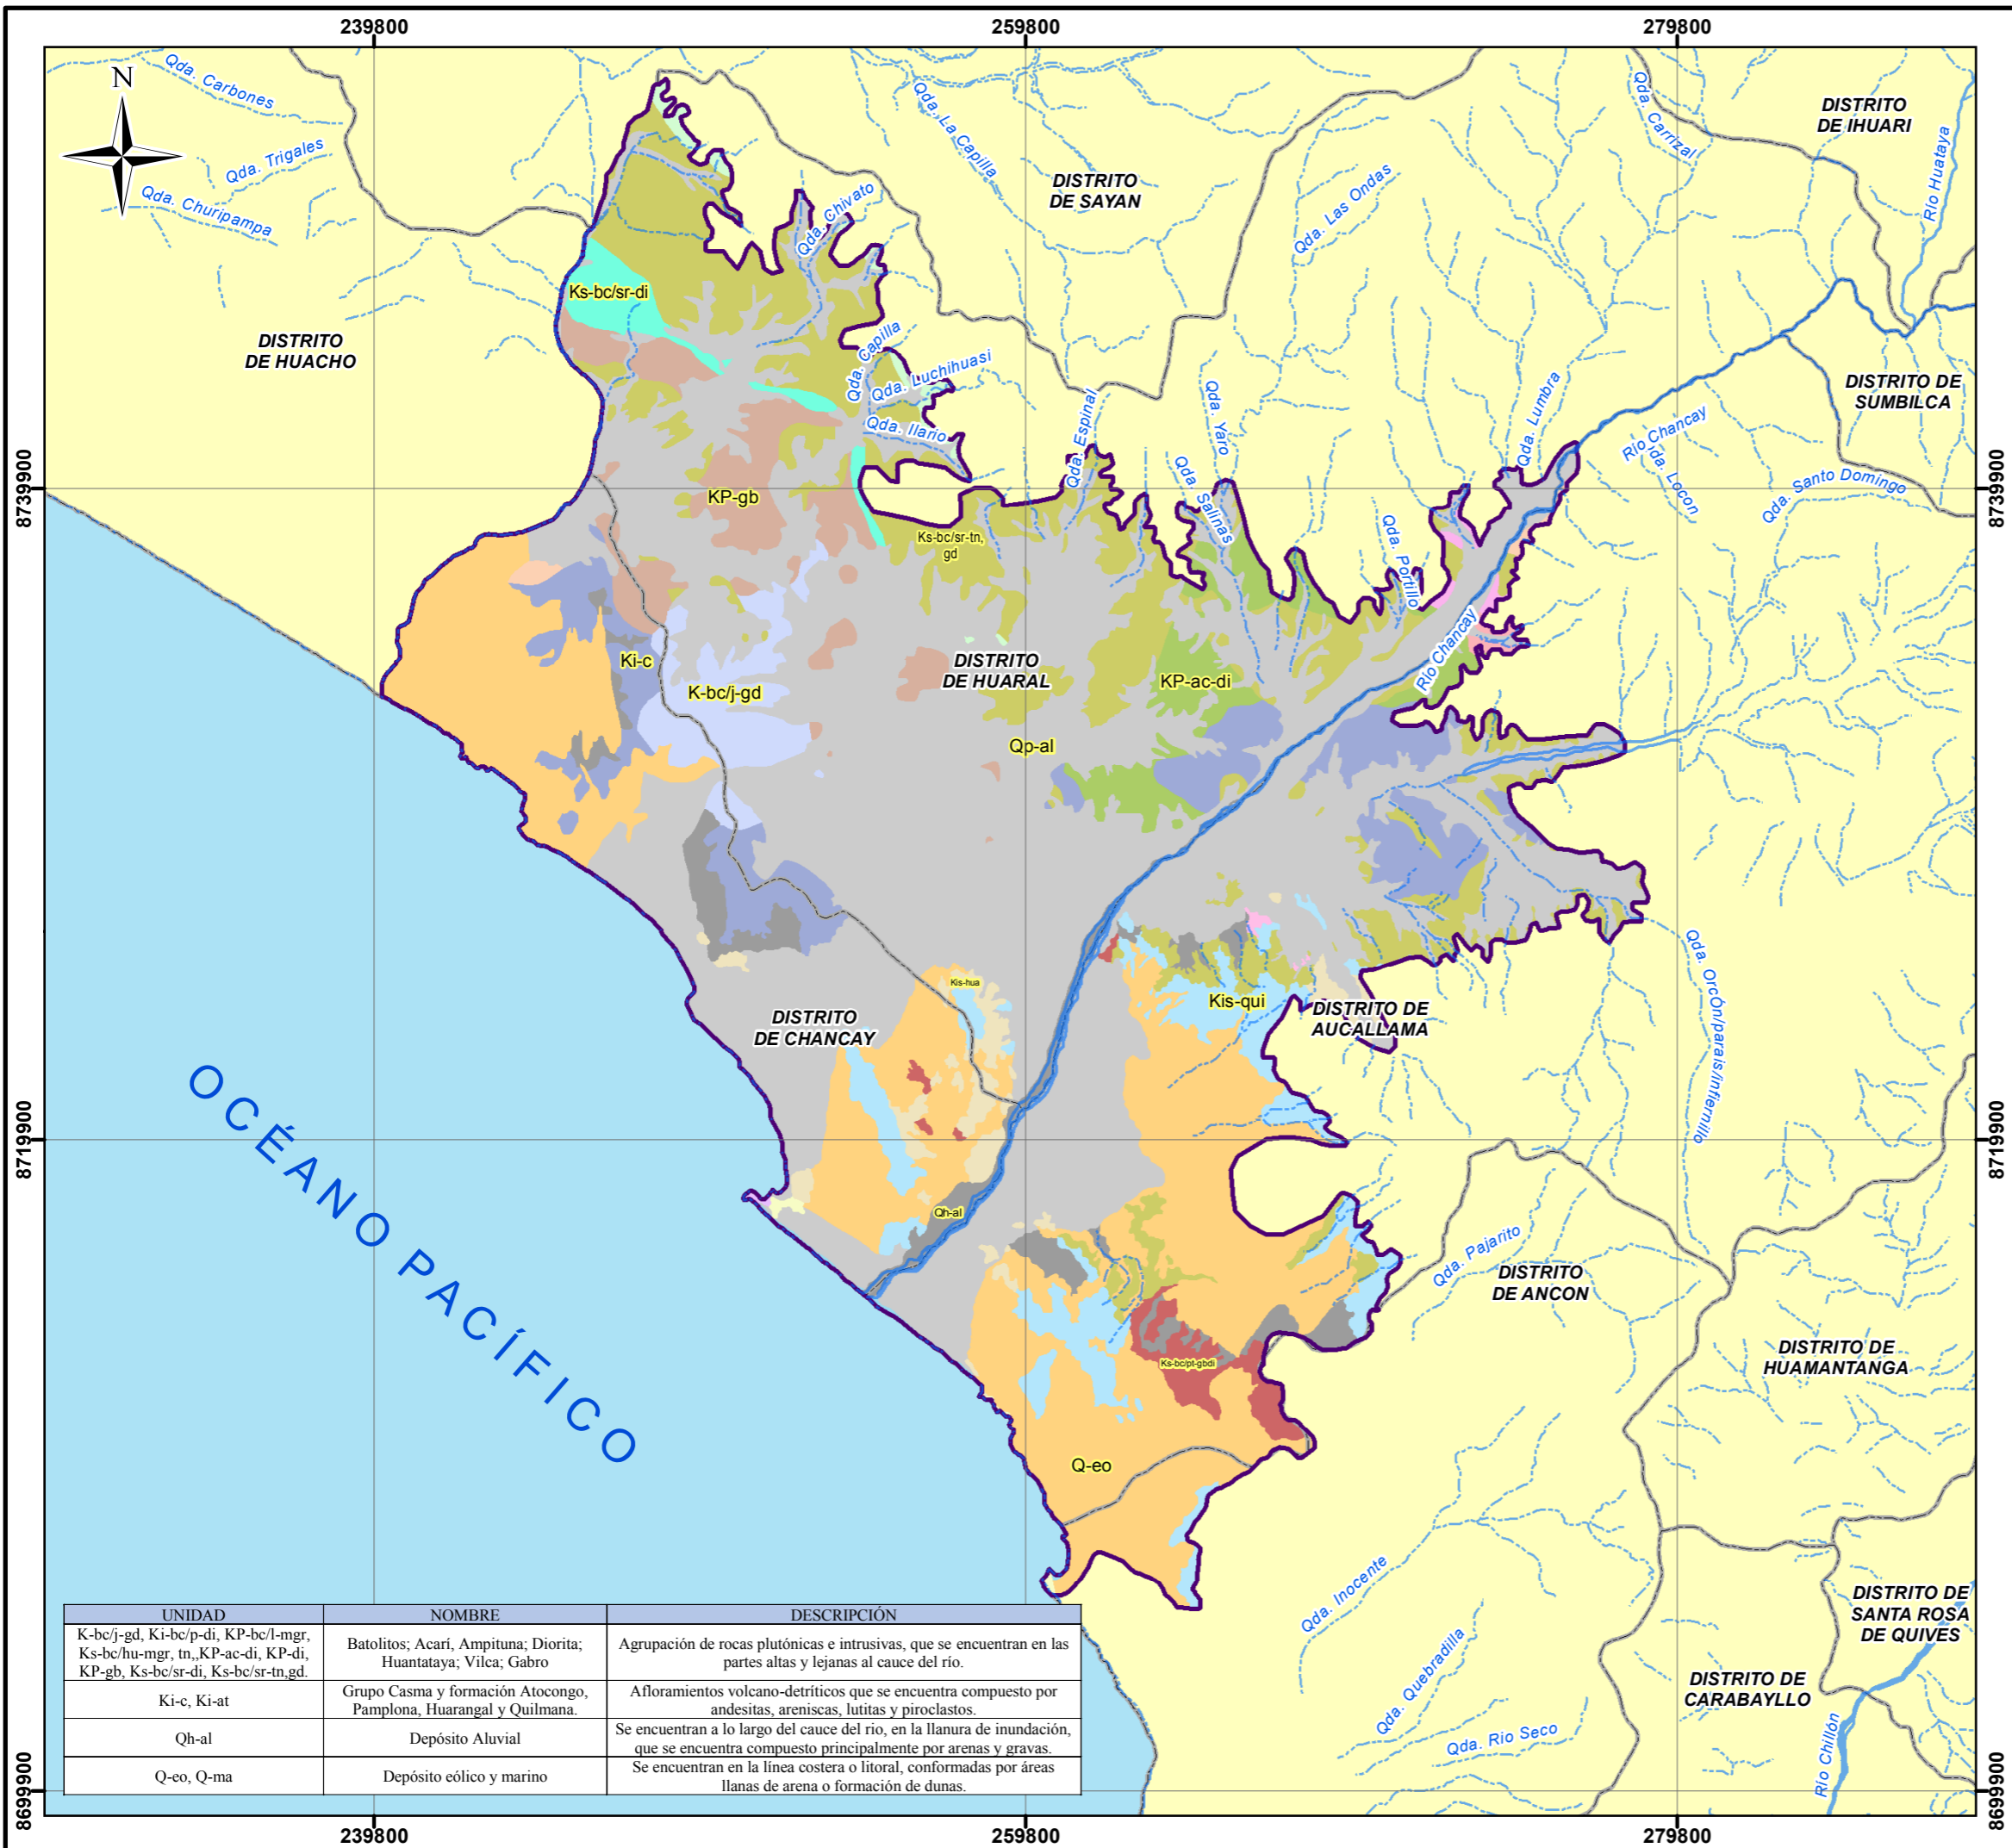 239800
259800
279800
8739900
8739900
8719900
8719900
8699900
8699900
239800
259800
279800
N
Qda. Carbones
Qda. Trigales
Qda. Churipampa
Qda. La Capilla
Qda. Chivato
DISTRITO
DE SAYAN
Qda. Las Ondas
Qda. Carrizal
DISTRITO
DE IHUARI
Río Huataya
DISTRITO
DE HUACHO
Ks-bc/sr-di
Qda. Capilla
Qda. Luchihuasi
Qda. Ilario
Qda. Espinal
Qda. Yaro
Qda. Salinas
Qda. Portillo
Qda. Lumbra
Río Chancay
Qda. Santo Domingo
DISTRITO DE
SUMBILCA
KP-gb
Ks-bc/sr-tn,
gd
Ki-c
K-bc/j-gd
DISTRITO
DE HUARAL
KP-ac-di
Río Chancay
Qp-al
Kis-hua
DISTRITO
DE CHANCAY
Kis-qui
DISTRITO DE
AUCALLAMA
Qda. OrcÓn/parais/infiernillo
Qh-al
OCÉANO PACÍFICO
Qda. Pajarito
DISTRITO
DE ANCON
Ks-bc/pt-gbdi
DISTRITO DE
HUAMANTANGA
Q-eo
Qda. Inocente
Qda. Quebradilla
Qda. Rio Seco
DISTRITO DE
SANTA ROSA
DE QUIVES
DISTRITO DE
CARABAYLLO
Río Chillón
UNIDAD NOMBRE DESCRIPCIÓN
K-bc/j-gd, Ki-bc/p-di, KP-bc/l-mgr,
Ks-bc/hu-mgr, tn,,KP-ac-di, KP-di,
KP-gb, Ks-bc/sr-di, Ks-bc/sr-tn,gd.
Batolitos; Acarí, Ampituna; Diorita;
Huantataya; Vilca; Gabro
Agrupación de rocas plutónicas e intrusivas, que se encuentran en las
partes altas y lejanas al cauce del río.
Ki-c, Ki-at
Grupo Casma y formación Atocongo,
Pamplona, Huarangal y Quilmana.
Afloramientos volcano-detríticos que se encuentra compuesto por
andesitas, areniscas, lutitas y piroclastos.
Qh-al
Depósito Aluvial
Se encuentran a lo largo del cauce del rio, en la llanura de inundación,
que se encuentra compuesto principalmente por arenas y gravas.
Q-eo, Q-ma
Depósito eólico y marino
Se encuentran en la línea costera o litoral, conformadas por áreas
llanas de arena o formación de dunas.